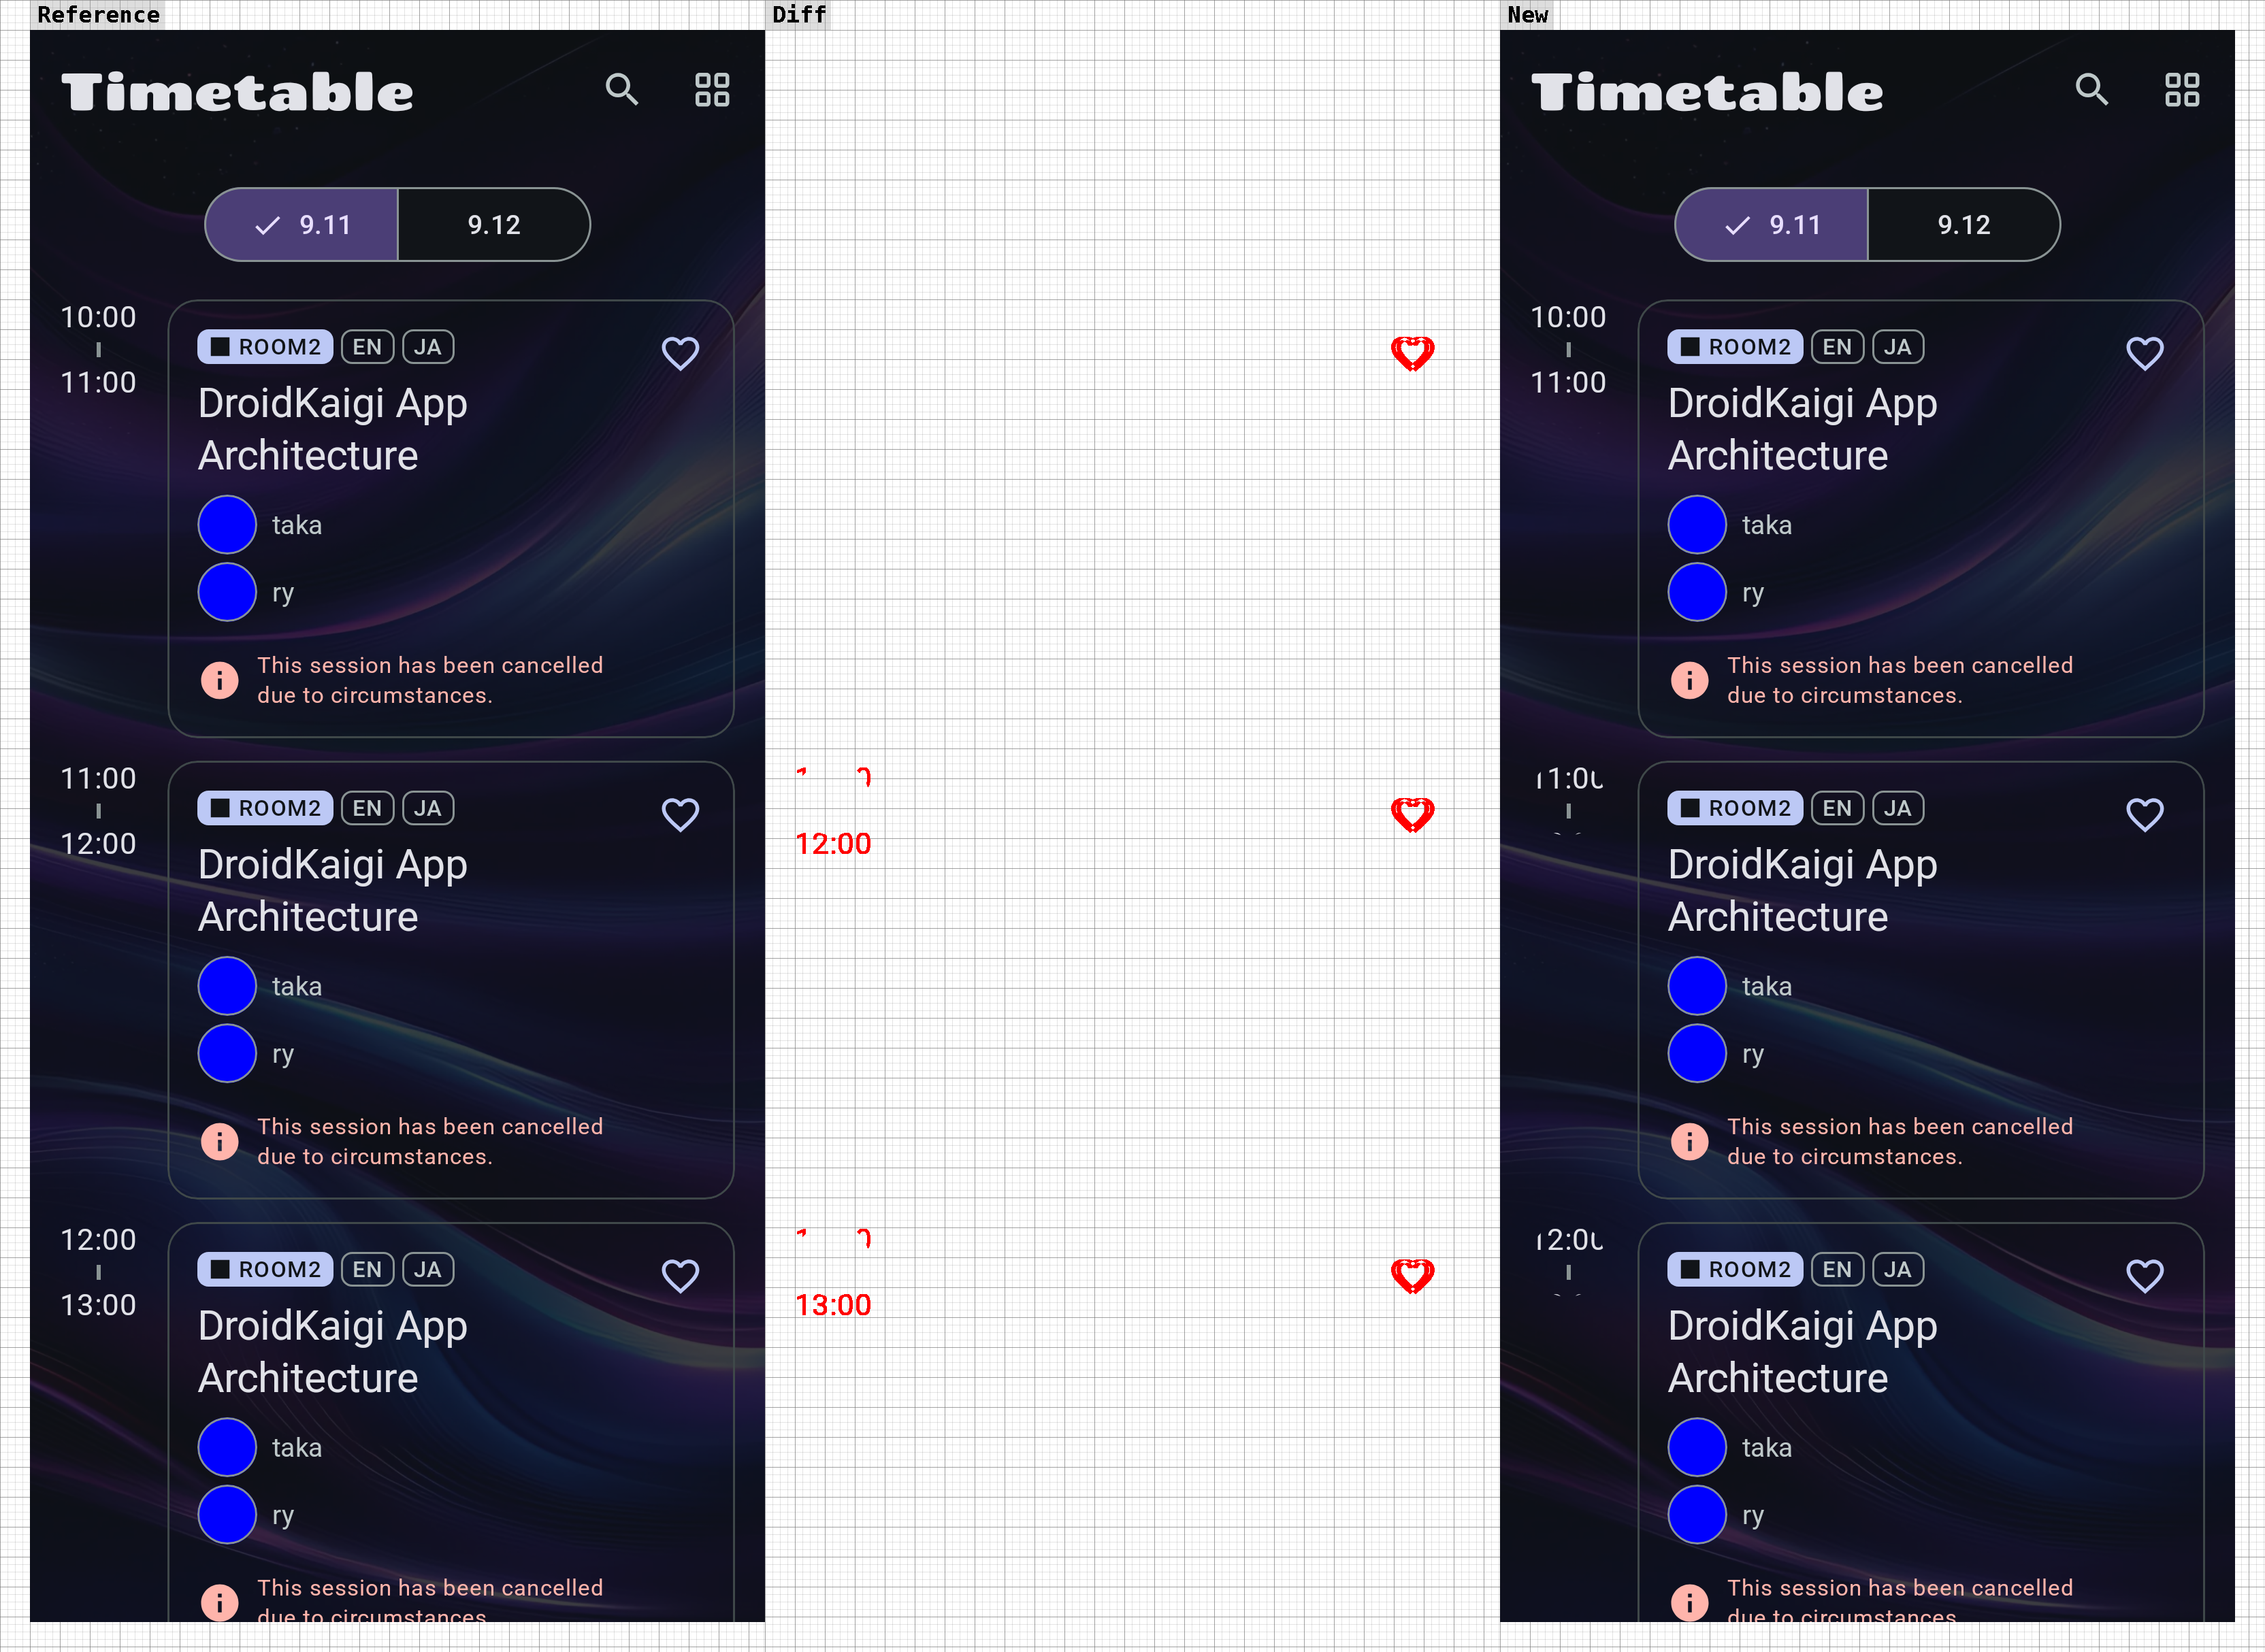 Reference
Timetable
9.11
9.12
10:00
11:00
ROOM2 EN JA
DroidKaigi App
Architecture
taka
ry
This session has been cancelled
due to circumstances.
11:00
12:00
ROOM2 EN JA
DroidKaigi App
Architecture
taka
ry
This session has been cancelled
due to circumstances.
12:00
13:00
ROOM2 EN JA
DroidKaigi App
Architecture
taka
ry
This session has been cancelled
due to circumstances.
Diff
12:00
13:00
New
Timetable
9.11
9.12
10:00
11:00
ROOM2 EN JA
DroidKaigi App
Architecture
taka
ry
This session has been cancelled
due to circumstances.
11:00
ROOM2 EN JA
DroidKaigi App
Architecture
taka
ry
This session has been cancelled
due to circumstances.
12:00
ROOM2 EN JA
DroidKaigi App
Architecture
taka
ry
This session has been cancelled
due to circumstances.